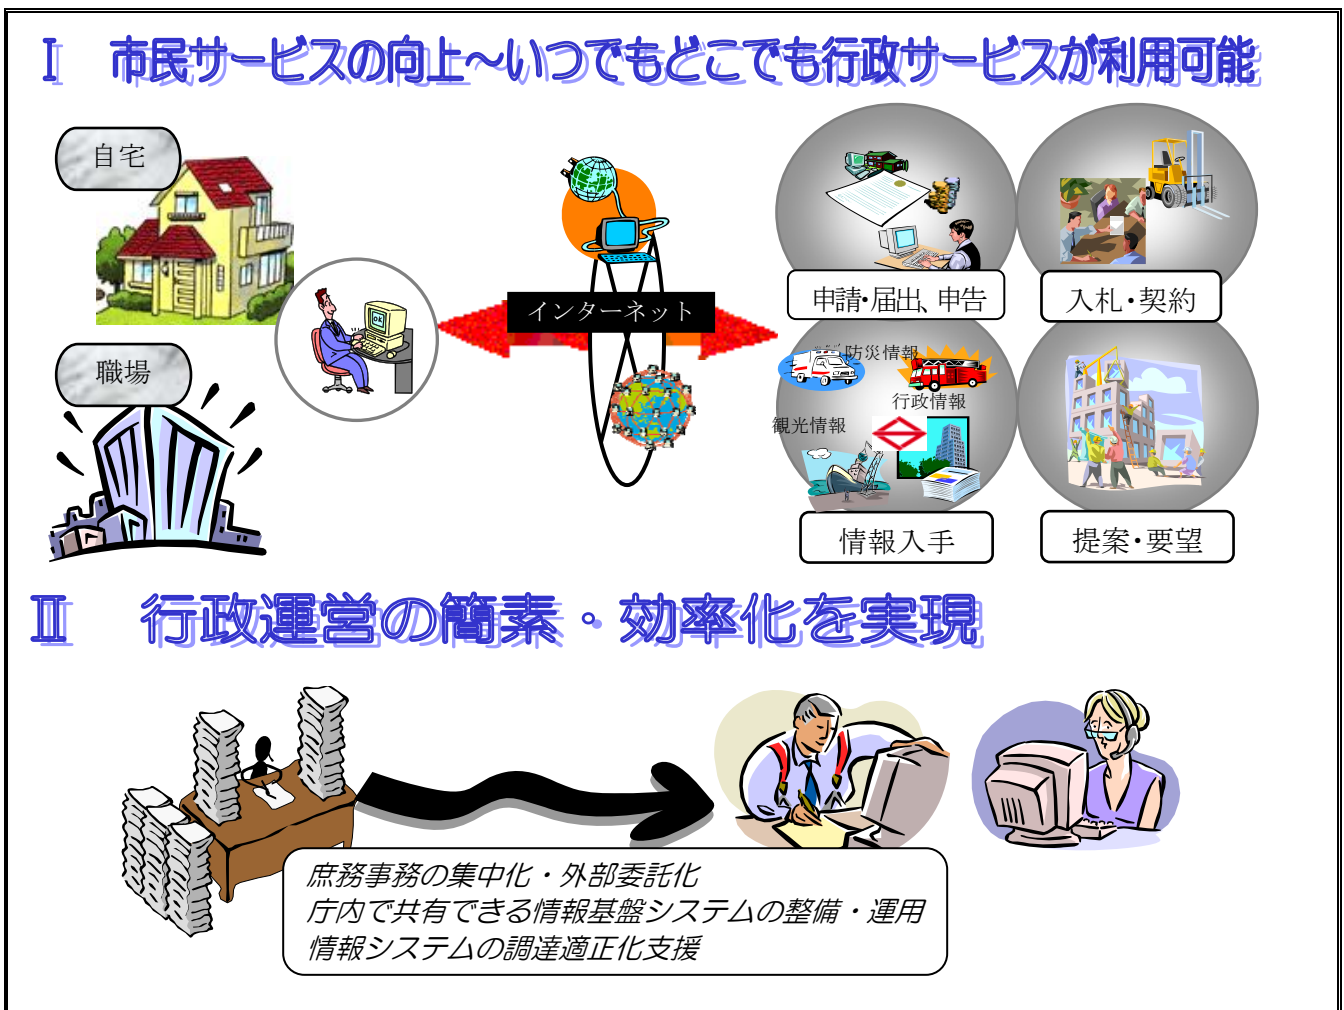 Ⅰ 市民サービスの向上～いつでもどこでも行政サービスが利用可能
自宅
職場
OK
インターネット
申請・届出、申告
入札・契約
防災情報
行政情報
観光情報
情報入手
提案・要望
Ⅱ 行政運営の簡素・効率化を実現
庶務事務の集中化・外部委託化
庁内で共有できる情報基盤システムの整備・運用
情報システムの調達適正化支援